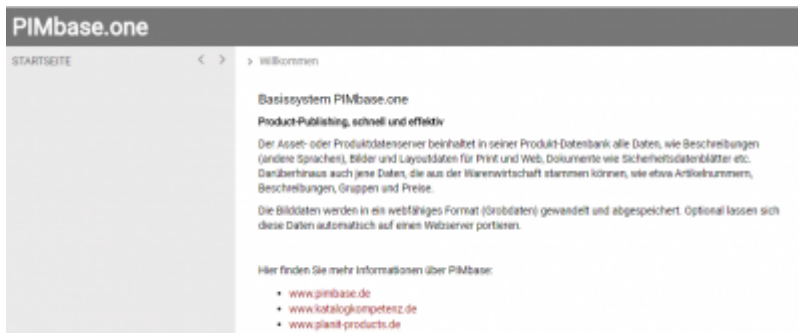 PIMbase.one
STARTSEITE < >
> Willkommen
Basissystem PIMbase.one
Product-Publishing, schnell und effektiv
Der Asset- oder Produktdatenserver beinhaltet in seiner Produkt-Datenbank alle Daten, wie Beschreibungen
(andere Sprachen), Bilder und Layoutdaten für Print und Web, Dokumente wie Sicherheitsdatenblätter etc.
Darüberhinaus auch jene Daten, die aus der Warenwirtschaft stammen können, wie etwa Artikelnummern,
Beschreibungen, Gruppen und Preise.
Die Bilddaten werden in ein webfähiges Format (Grobdaten) gewandelt und abgespeichert. Optional lassen sich
diese Daten automatisch auf einen Webserver portieren.
Hier finden Sie mehr Informationen über PIMbase:
• www.pimbase.de
• www.katalogkompetenz.de
• www.planit-products.de